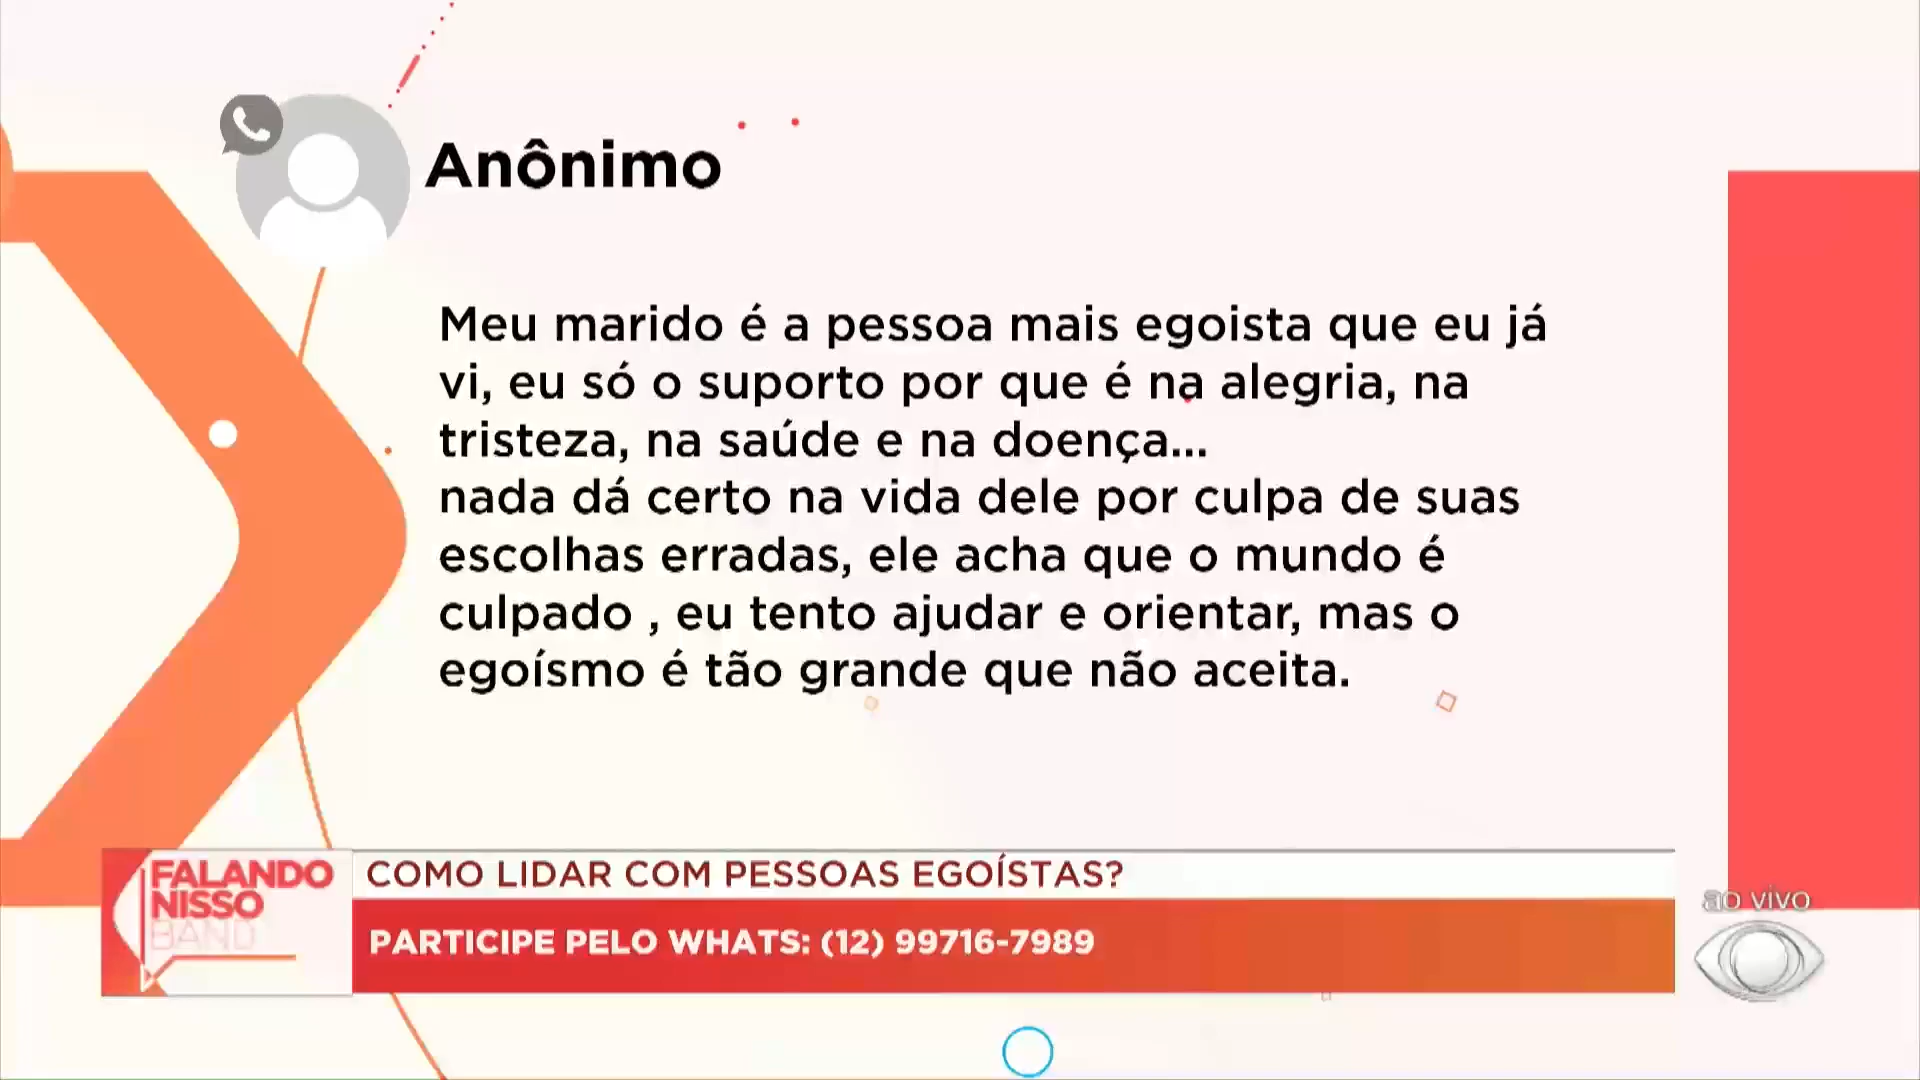 Anônimo
Meu marido é a pessoa mais egoista que eu já
vi, eu só o suporto por que é na alegria, na
tristeza, na saúde e na doença...
nada dá certo na vida dele por culpa de suas
escolhas erradas, ele acha que o mundo é
culpado , eu tento ajudar e orientar, mas o
egoísmo é tão grande que não aceita.
FALANDO
NISSO
BAND
COMO LIDAR COM PESSOAS EGOÍSTAS?
PARTICIPE PELO WHATS: (12) 99716-7989
ao vivo